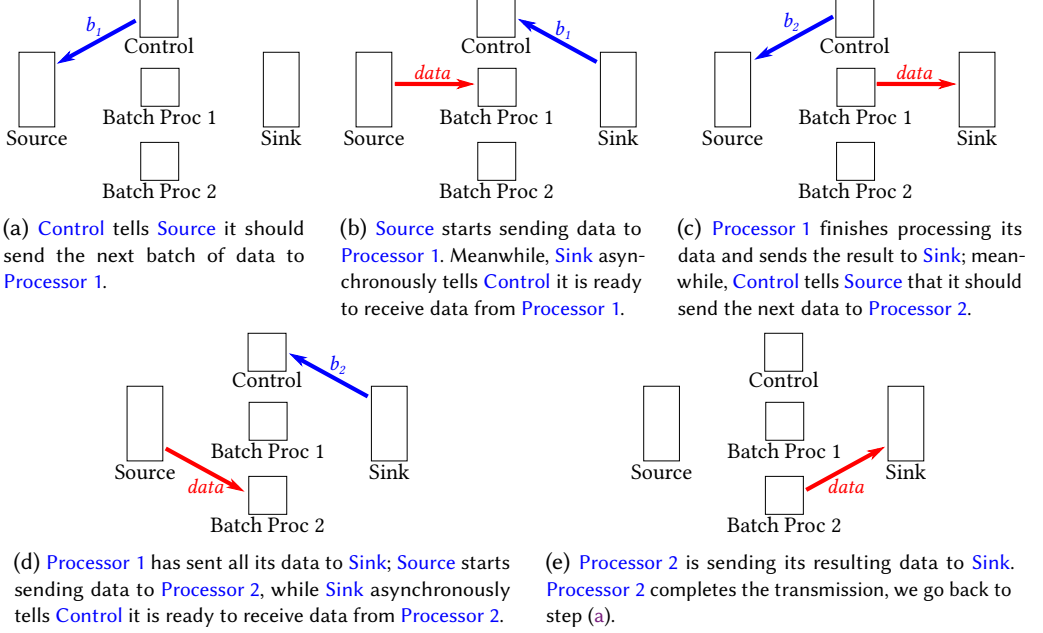 b1
Control
Source
Batch Proc 1
Sink
Batch Proc 2
(a) Control tells Source it should
send the next batch of data to
Processor 1.
b1
Control
data
Source
Batch Proc 1
Sink
Batch Proc 2
(b) Source starts sending data to
Processor 1. Meanwhile, Sink asyn-
chronously tells Control it is ready
to receive data from Processor 1.
b2
Control
data
Source
Batch Proc 1
Sink
Batch Proc 2
(c) Processor 1 finishes processing its
data and sends the result to Sink; mean-
while, Control tells Source that it should
send the next data to Processor 2.
b2
Control
Batch Proc 1
Source
Sink
data
Batch Proc 2
(d) Processor 1 has sent all its data to Sink; Source starts
sending data to Processor 2, while Sink asynchronously
tells Control it is ready to receive data from Processor 2.
Control
Batch Proc 1
Source
Sink
data
Batch Proc 2
(e) Processor 2 is sending its resulting data to Sink.
Processor 2 completes the transmission, we go back to
step (a).